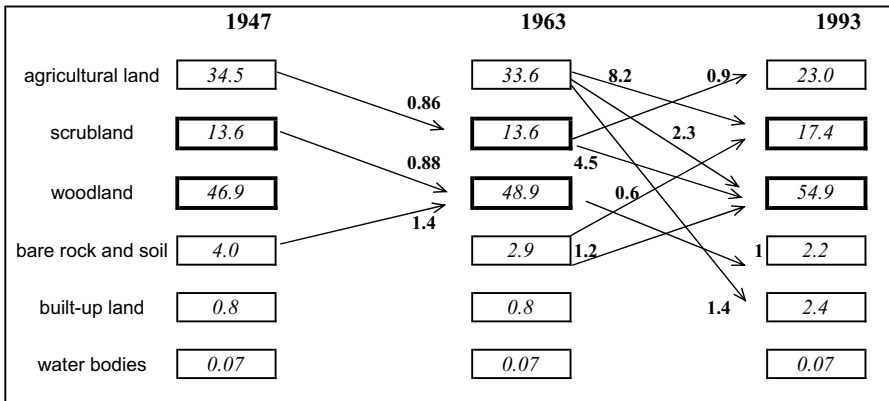 1947 1963 1993
agricultural land 34.5 33.6 8.2 0.9 23.0
0.86
scrubland 13.6 13.6 2.3 17.4
0.88 4.5
woodland 46.9 48.9 0.6 54.9
1.4
bare rock and soil 4.0 2.9 1.2 1 2.2
built-up land 0.8 0.8 1.4 2.4
water bodies 0.07 0.07 0.07